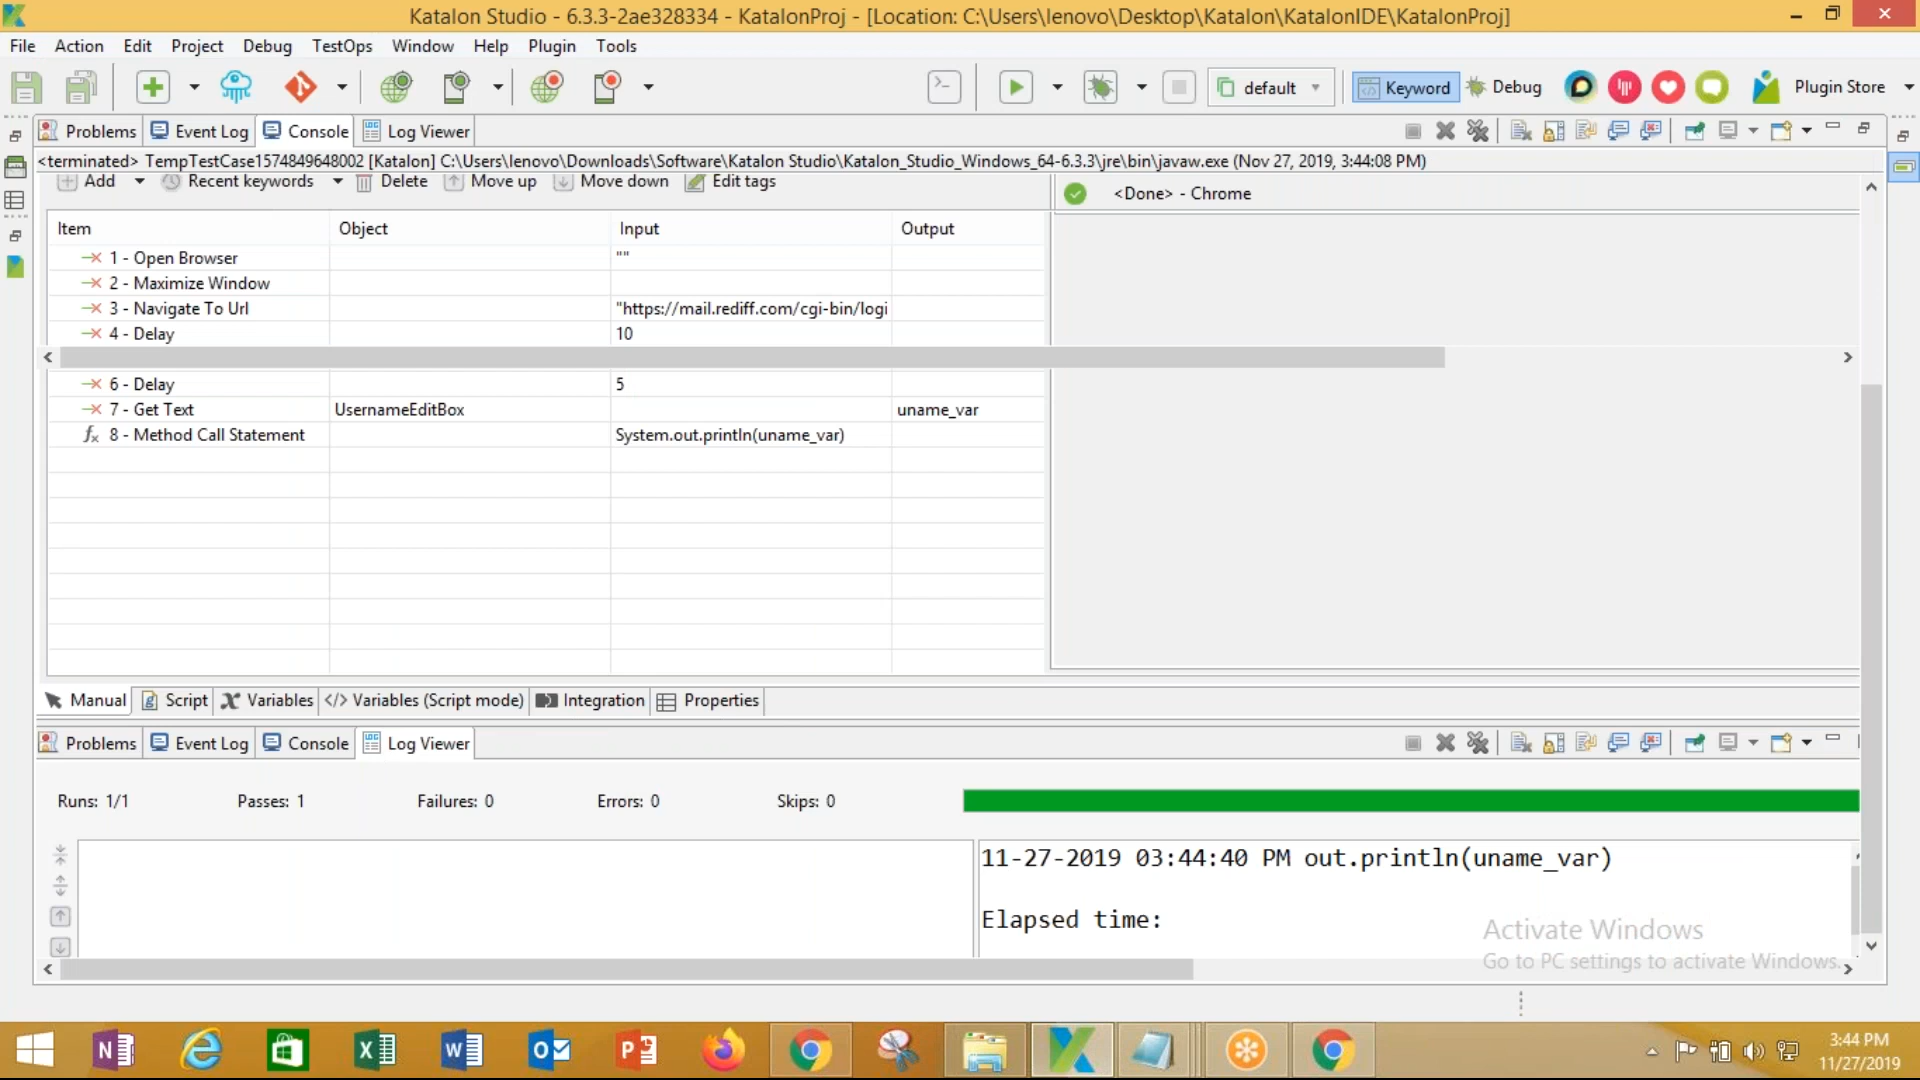 Katalon Studio - 6.3.3-2ae328334 - KatalonProj - [Location: C:\Users\lenovo\Desktop\Katalon\KatalonIDE\KatalonProj]
File Action Edit Project Debug TestOps Window Help Plugin Tools
default Keyword Debug Plugin Store
Problems Event Log Console Log Viewer
<terminated> TempTestCase1574849648002 [Katalon] C:\Users\lenovo\Downloads\Software\Katalon Studio\Katalon_Studio_Windows_64-6.3.3\jre\bin\javaw.exe (Nov 27, 2019, 3:44:08 PM)
Add Recent keywords Delete Move up Move down Edit tags
<Done> - Chrome
Item Object Input Output
1 - Open Browser ""
2 - Maximize Window
3 - Navigate To Url "https://mail.rediff.com/cgi-bin/logi
4 - Delay 10
6 - Delay 5
7 - Get Text UsernameEditBox uname_var
8 - Method Call Statement System.out.println(uname_var)
Manual Script Variables </> Variables (Script mode) Integration Properties
Problems Event Log Console Log Viewer
Runs: 1/1 Passes: 1 Failures: 0 Errors: 0 Skips: 0
11-27-2019 03:44:40 PM out.println(uname_var)
Elapsed time:
Activate Windows
Go to PC settings to activate Windows.
3:44 PM
11/27/2019